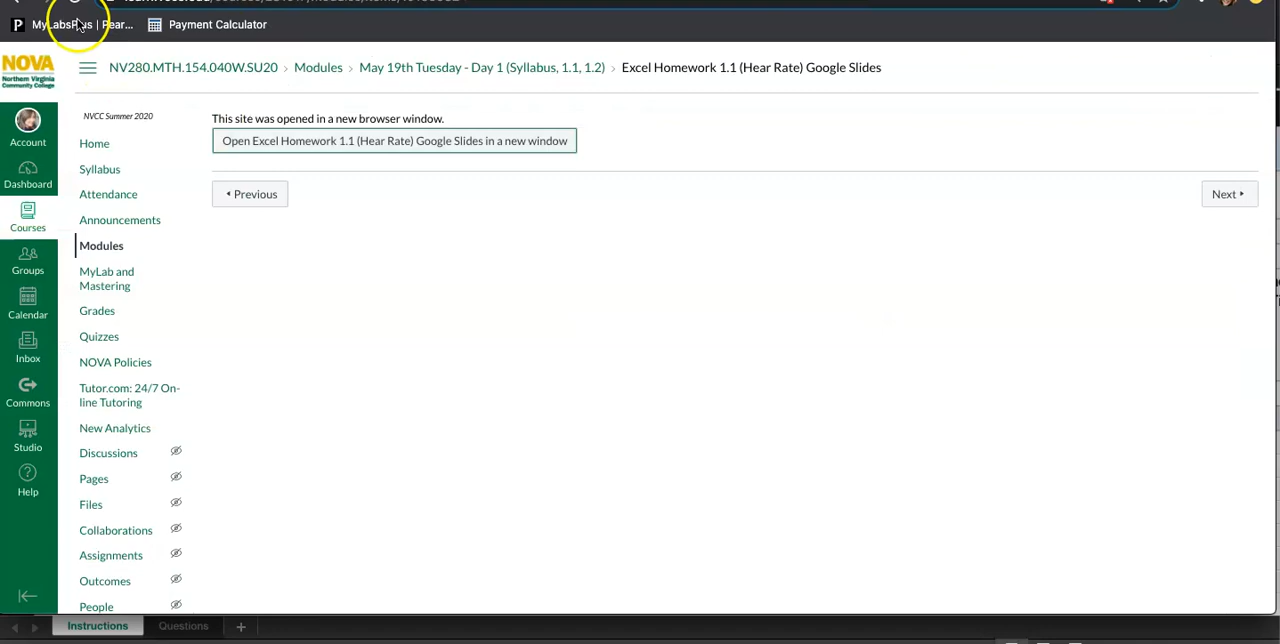 P MyLabsPlus | Pear... Payment Calculator
NOVA
Northern Virginia
Community College
NV280.MTH.154.040W.SU20 › Modules › May 19th Tuesday - Day 1 (Syllabus, 1.1, 1.2) › Excel Homework 1.1 (Hear Rate) Google Slides
NVCC Summer 2020
This site was opened in a new browser window.
Open Excel Homework 1.1 (Hear Rate) Google Slides in a new window
Previous
Next
Account
Dashboard
Courses
Groups
Calendar
Inbox
Commons
Studio
Help
Home
Syllabus
Attendance
Announcements
Modules
MyLab and
Mastering
Grades
Quizzes
NOVA Policies
Tutor.com: 24/7 On-
line Tutoring
New Analytics
Discussions
Pages
Files
Collaborations
Assignments
Outcomes
People
Instructions Questions +